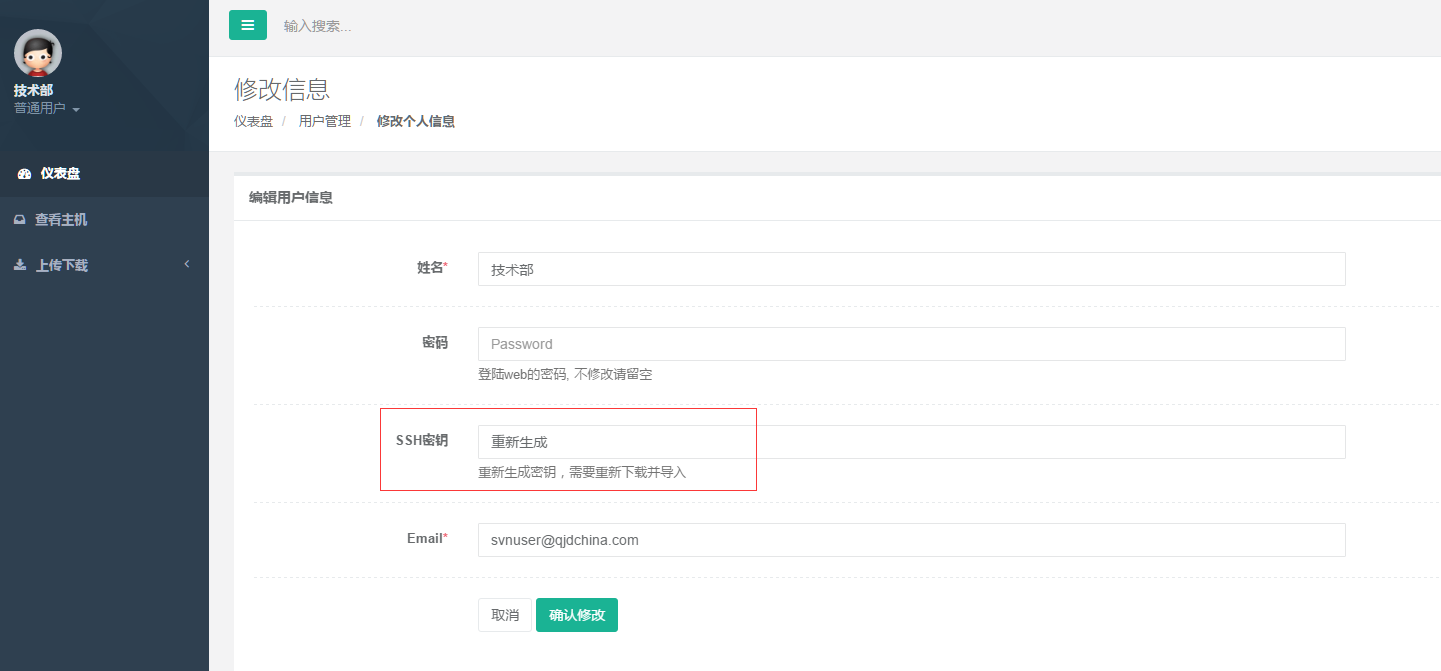 技术部
普通用户
仪表盘
查看主机
上传下载
输入搜索...
修改信息
仪表盘 / 用户管理 / 修改个人信息
编辑用户信息
姓名* 技术部
密码 Password
登陆web的密码, 不修改请留空
SSH密钥 重新生成
重新生成密钥，需要重新下载并导入
Email* svnuser@qjdchina.com
取消 确认修改